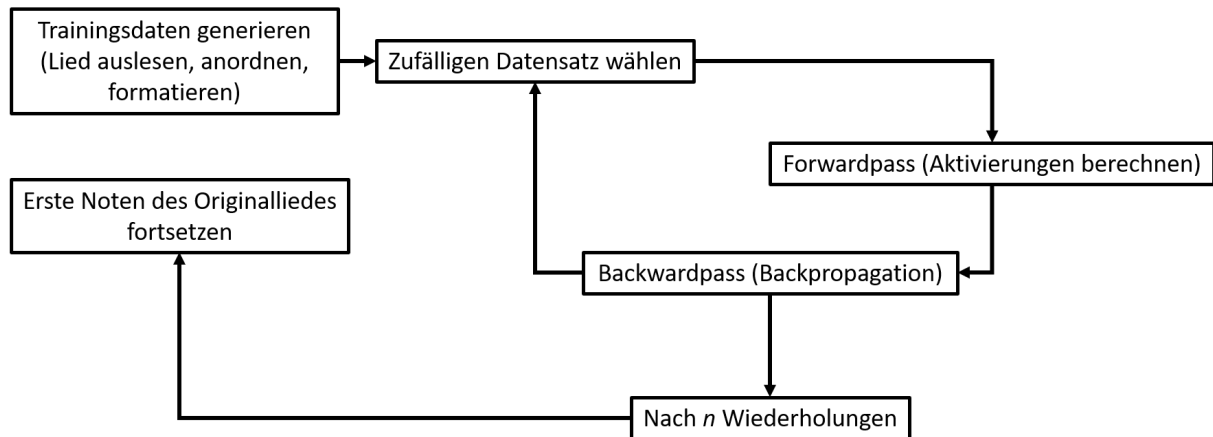 Trainingsdaten generieren
(Lied auslesen, anordnen,
formatieren)
Zufälligen Datensatz wählen
Forwardpass (Aktivierungen berechnen)
Erste Noten des Originalliedes
fortsetzen
Backwardpass (Backpropagation)
Nach n Wiederholungen